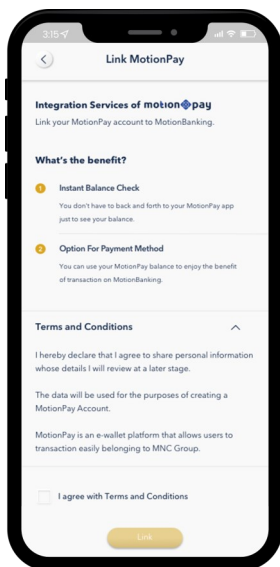 3:15
Link MotionPay
Integration Services of motion pay
Link your MotionPay account to MotionBanking.
What's the benefit?
1 Instant Balance Check
You don't have to back and forth to your MotionPay app
just to see your balance.
2 Option For Payment Method
You can use your MotionPay balance to enjoy the benefit
of transaction on MotionBanking.
Terms and Conditions
I hereby declare that I agree to share personal information
whose details I will review at a later stage.
The data will be used for the purposes of creating a
MotionPay Account.
MotionPay is an e-wallet platform that allows users to
transaction easily belonging to MNC Group.
I agree with Terms and Conditions
Link